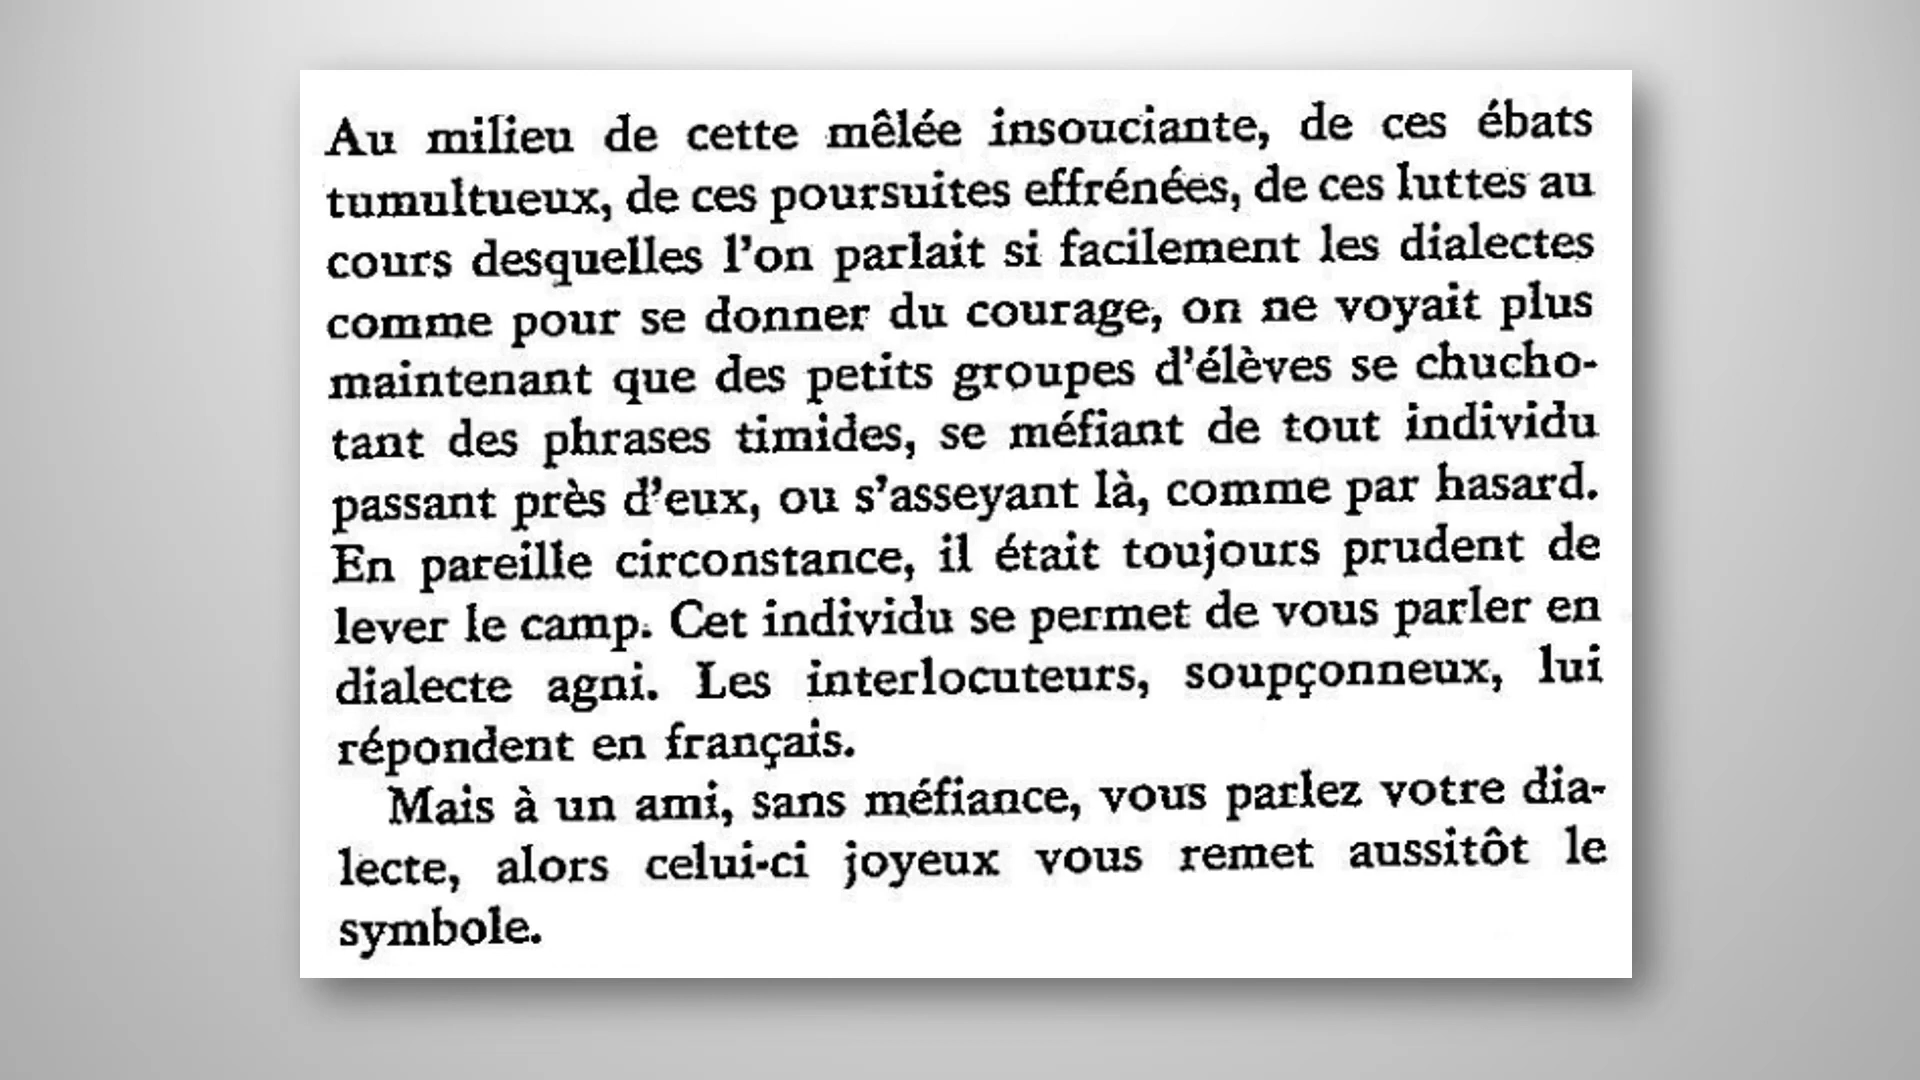 Au milieu de cette mêlée insouciante, de ces ébats
tumultueux, de ces poursuites effrénées, de ces luttes au
cours desquelles l'on parlait si facilement les dialectes
comme pour se donner du courage, on ne voyait plus
maintenant que des petits groupes d'élèves se chucho-
tant des phrases timides, se méfiant de tout individu
passant près d'eux, ou s'asseyant là, comme par hasard.
En pareille circonstance, il était toujours prudent de
lever le camp. Cet individu se permet de vous parler en
dialecte agni. Les interlocuteurs, soupçonneux, lui
répondent en français.
Mais à un ami, sans méfiance, vous parlez votre dia-
lecte, alors celui-ci joyeux vous remet aussitôt le
symbole.